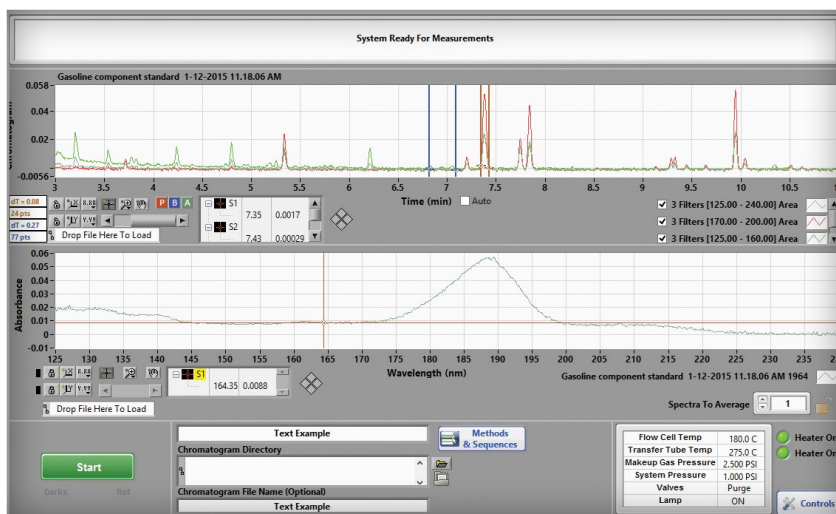 System Ready For Measurements
Gasoline component standard 1-12-2015 11.18.06 AM
0.058
0.04
0.02
-0.0056
3 3.5 4 4.5 5 5.5 6 6.5 7 7.5 8 8.5 9 9.5 10 10.5
Time (min)
Auto
dT = 0.08
24 pts
dT = 0.27
77 pts
P B A
Drop File Here To Load
S1
7.35 0.0017
S2
7.43 0.00029
3 Filters [125.00 - 240.00] Area
3 Filters [170.00 - 200.00] Area
3 Filters [125.00 - 160.00] Area
Absorbance
0.06
0.05
0.04
0.03
0.02
0.01
0
-0.01
125 130 135 140 145 150 155 160 165 170 175 180 185 190 195 200 205 210 215 220 225 230 235
Wavelength (nm)
S1
164.35 0.0088
Gasoline component standard 1-12-2015 11.18.06 AM 1964
Drop File Here To Load
Spectra To Average 1
Start
Darks Ref
Text Example
Chromatogram Directory
Chromatogram File Name (Optional)
Text Example
Methods
& Sequences
Flow Cell Temp 180.0 C
Transfer Tube Temp 275.0 C
Makeup Gas Pressure 2.500 PSI
System Pressure 1.000 PSI
Valves Purge
Lamp ON
Heater On
Heater On
Controls